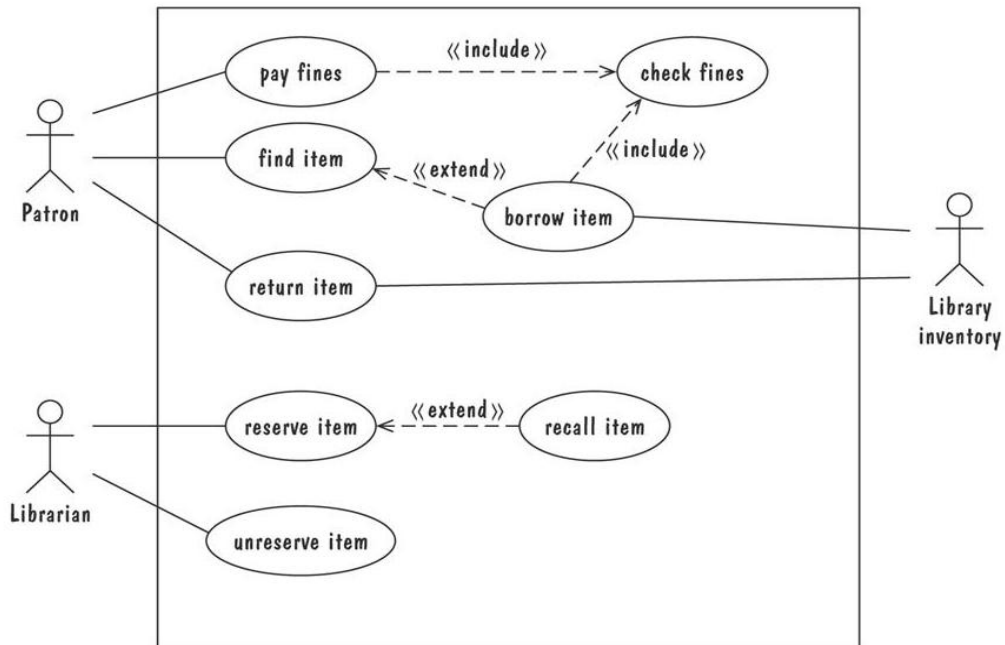 pay fines
«include»
check fines
find item
«extend»
«include»
Patron
borrow item
return item
Library
inventory
reserve item
«extend»
recall item
Librarian
unreserve item